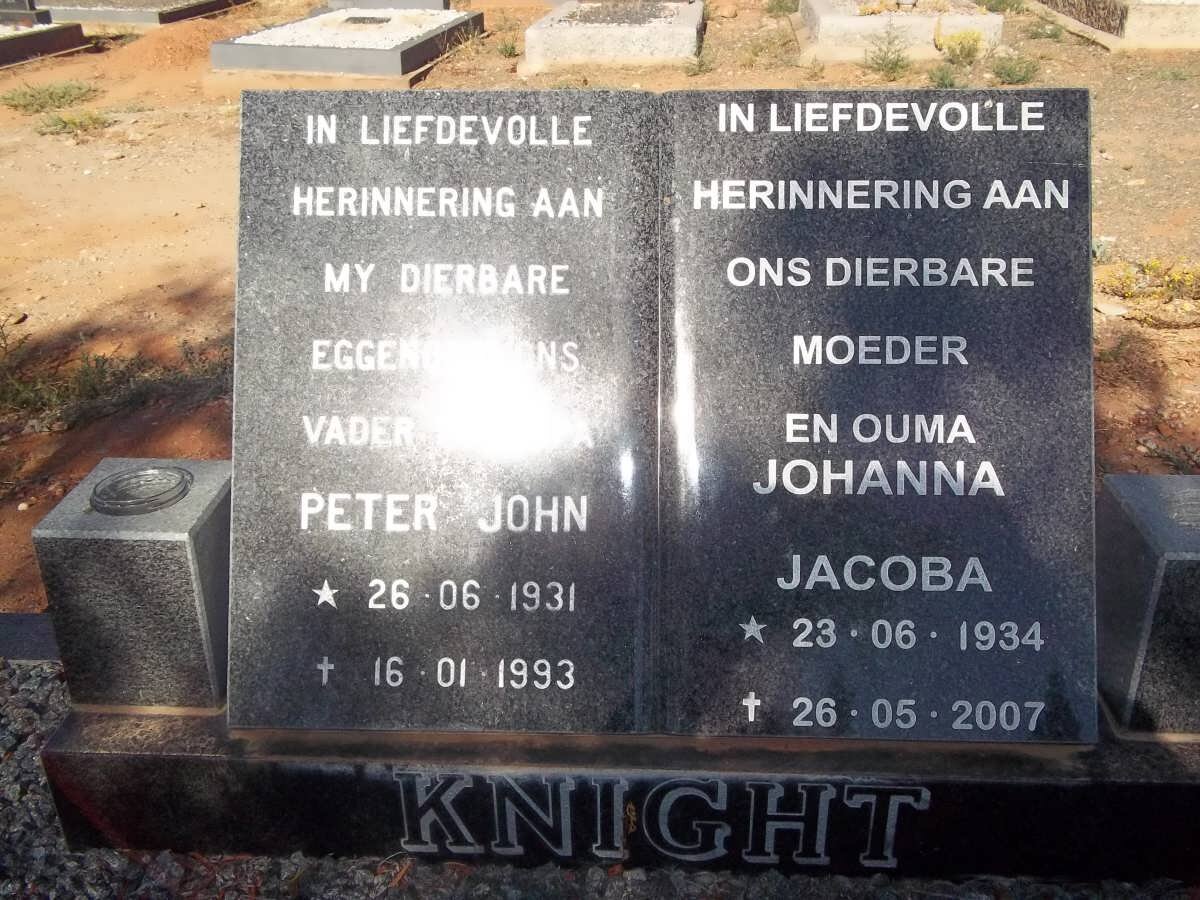 IN LIEFDEVOLLE
HERINNERING AAN
MY DIERBARE
ONS
VADER
PETER JOHN
★ 26·06·1931
† 16·01·1993
IN LIEFDEVOLLE
HERINNERING AAN
ONS DIERBARE
MOEDER
EN OUMA
JOHANNA
JACOBA
★ 23·06·1934
† 26·05·2007
KNIGHT